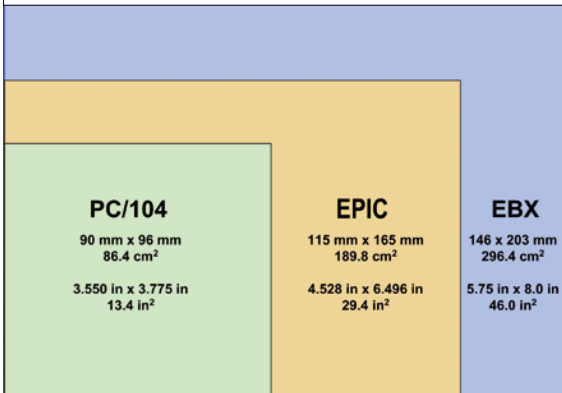 PC/104
90 mm x 96 mm
86.4 cm²
3.550 in x 3.775 in
13.4 in²
EPIC
115 mm x 165 mm
189.8 cm²
4.528 in x 6.496 in
29.4 in²
EBX
146 x 203 mm
296.4 cm²
5.75 in x 8.0 in
46.0 in²